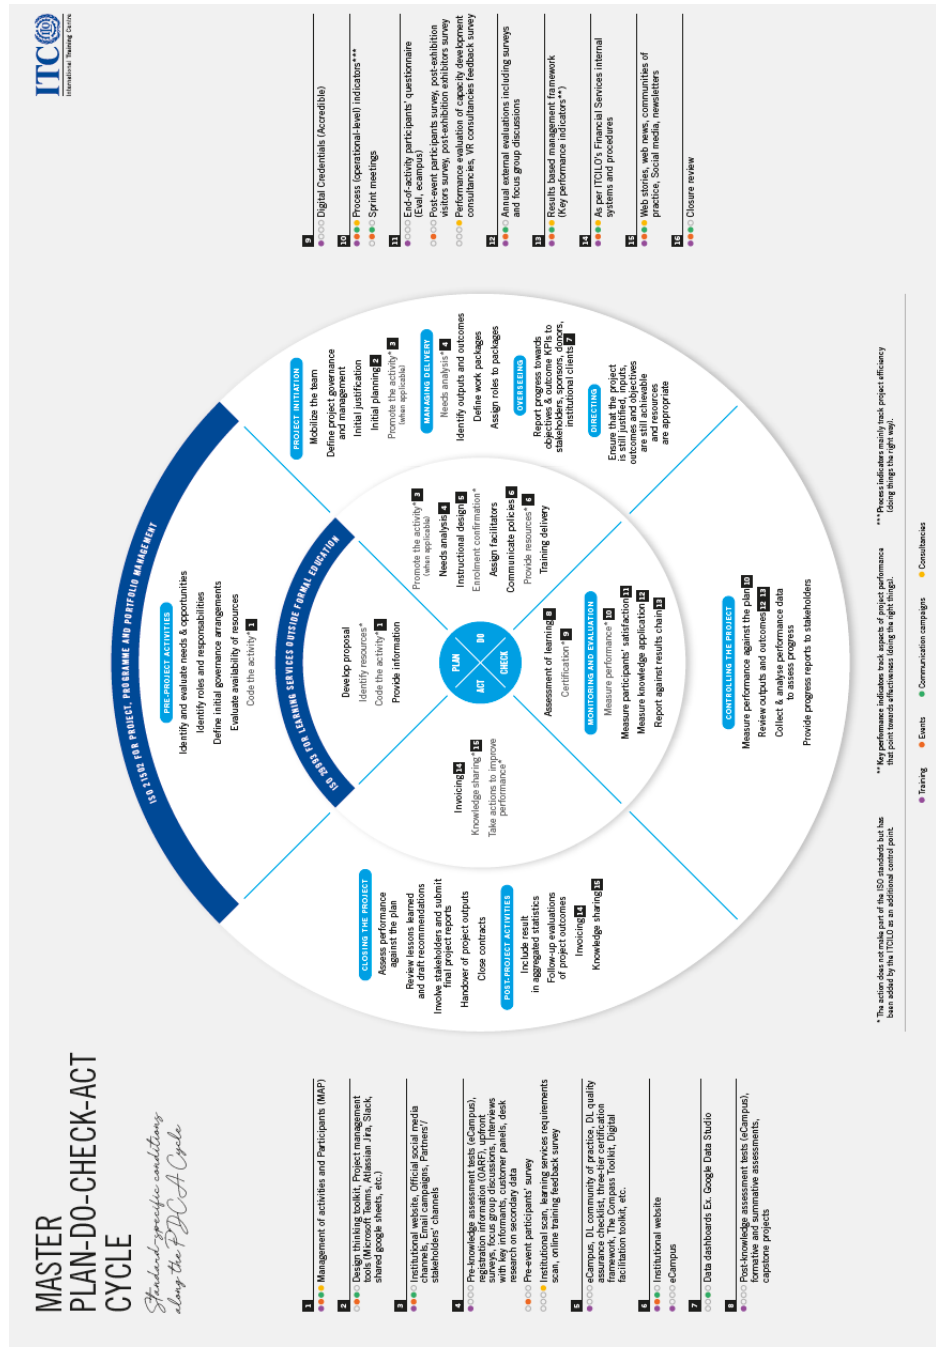 MASTER
PLAN-DO-CHECK-ACT
CYCLE
Standard-specific conditions
along the PDCA Cycle
ITC
International Training Centre
1
Management of activities and Participants (MAP)
2
Design thinking toolkit, Project management
tools (Microsoft Teams, Atlassian Jira, Slack,
shared google sheets, etc.)
3
Institutional website, Official social media
channels, Email campaigns, Partners'/
stakeholders' channels
4
Pre-knowledge assessment tests (eCampus),
registration information (OARF), upfront
surveys, focus group discussions, Interviews
with key informants, customer panels, desk
research on secondary data
Pre-event participants' survey
Institutional scan, learning services requirements
scan, online training feedback survey
5
eCampus, DL community of practice, DL quality
assurance checklist, three-tier certification
framework, The Compass Toolkit, Digital
facilitation toolkit, etc.
6
Institutional website
eCampus
7
Data dashboards Ex. Google Data Studio
8
Post-knowledge assessment tests (eCampus),
formative and summative assessments,
capstone projects
ISO 21502 FOR PROJECT, PROGRAMME AND PORTFOLIO MANAGEMENT
PRE-PROJECT ACTIVITIES
Identify and evaluate needs & opportunities
Identify roles and responsibilities
Define initial governance arrangements
Evaluate availability of resources
Code the activity* 1
ISO 29993 FOR LEARNING SERVICES OUTSIDE FORMAL EDUCATION
Develop proposal
Identify resources*
Code the activity* 1
Provide information
PLAN
DO
CHECK
ACT
PROJECT INITIATION
Mobilize the team
Define project governance
and management
Initial justification
Initial planning 2
Promote the activity* 3
(when applicable)
MANAGING DELIVERY
Needs analysis* 4
Identify outputs and outcomes
Define work packages
Assign roles to packages
OVERSEEING
Report progress towards
objectives & outcome KPIs to
stakeholders, sponsors, donors,
institutional clients 7
DIRECTING
Ensure that the project
is still justified, inputs,
outcomes and objectives
are still achievable
and resources
are appropriate
Promote the activity* 3
(when applicable)
Needs analysis 4
Instructional design 5
Enrolment confirmation*
Assign facilitators
Communicate policies 6
Provide resources* 6
Training delivery
Assessment of learning 8
Certification* 9
MONITORING AND EVALUATION
Measure performance* 10
Measure participants' satisfaction 11
Measure knowledge application 12
Report against results chain 13
CONTROLLING THE PROJECT
Measure performance against the plan 10
Review outputs and outcomes 12 13
Collect & analyse performance data
to assess progress
Provide progress reports to stakeholders
Invoicing 14
Knowledge sharing* 15
Take actions to improve
performance*
CLOSING THE PROJECT
Assess performance
against the plan
Review lessons learned
and draft recommendations
Involve stakeholders and submit
final project reports
Handover of project outputs
Close contracts
POST-PROJECT ACTIVITIES
Include result
in aggregated statistics
Follow-up evaluations
of project outcomes
Invoicing 14
Knowledge sharing 15
9
Digital Credentials (Accredible)
10
Process (operational-level) indicators***
Sprint meetings
11
End-of-activity participants' questionnaire
(Eval, ecampus)
Post-event participants survey, post-exhibition
visitors survey, post-exhibition exhibitors survey
Performance evaluation of capacity development
consultancies, VR consultancies feedback survey
12
Annual external evaluations including surveys
and focus group discussions
13
Results based management framework
(Key performance indicators**)
14
As per ITCILO's Financial Services internal
systems and procedures
15
Web stories, web news, communities of
practice, Social media, newsletters
16
Closure review
* The action does not make part of the ISO standards but has
been added by the ITCILO as an additional control point.
** Key performance indicators track aspects of project performance
that point towards effectiveness (doing the right things).
*** Process indicators mainly track project efficiency
(doing things the right way).
Training
Events
Communication campaigns
Consultancies